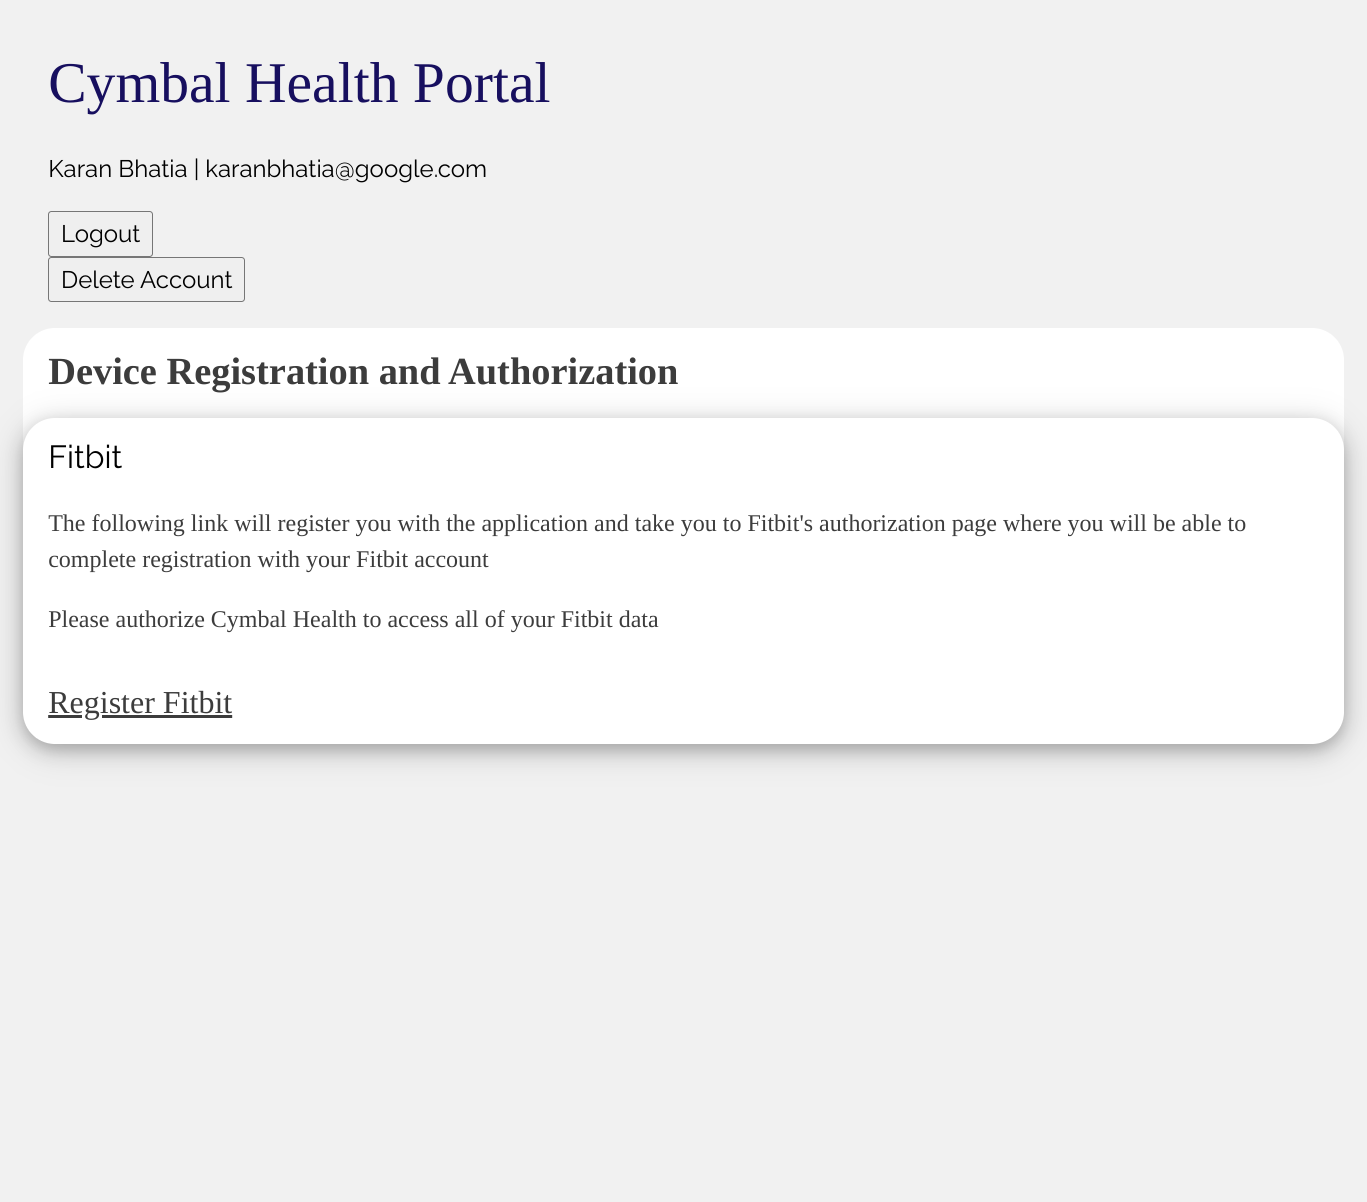 Cymbal Health Portal
Karan Bhatia | karanbhatia@google.com
Logout
Delete Account
Device Registration and Authorization
Fitbit
The following link will register you with the application and take you to Fitbit's authorization page where you will be able to
complete registration with your Fitbit account
Please authorize Cymbal Health to access all of your Fitbit data
Register Fitbit